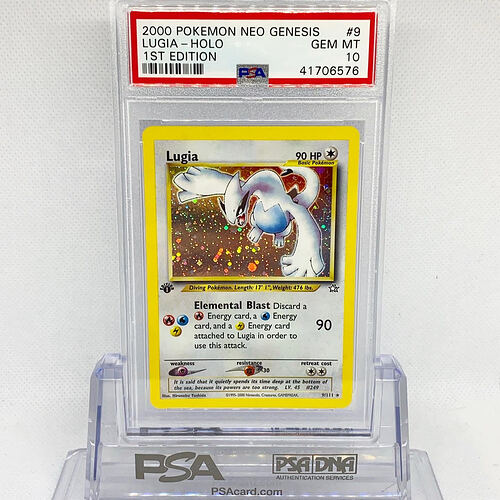 2000 POKEMON NEO GENESIS #9
LUGIA - HOLO GEM MT
1ST EDITION 10
PSA 41706576
Lugia 90 HP
Basic Pokémon
Diving Pokémon. Length: 17' 1", Weight: 476 lbs.
Elemental Blast Discard a
Energy card, a Energy
card, and a Energy card
attached to Lugia in order to
use this attack.
90
weakness resistance retreat cost
-30
It is said that it quietly spends its time deep at the bottom of
the sea, because its powers are too strong. LV. 45 #249
Illus. Hironobu Yoshida ©1995-2000 Nintendo, Creatures, GAMEFREAK. 9/111
PSA PSA/DNA
AUTHENTICATION SERVICES
PSAcard.com